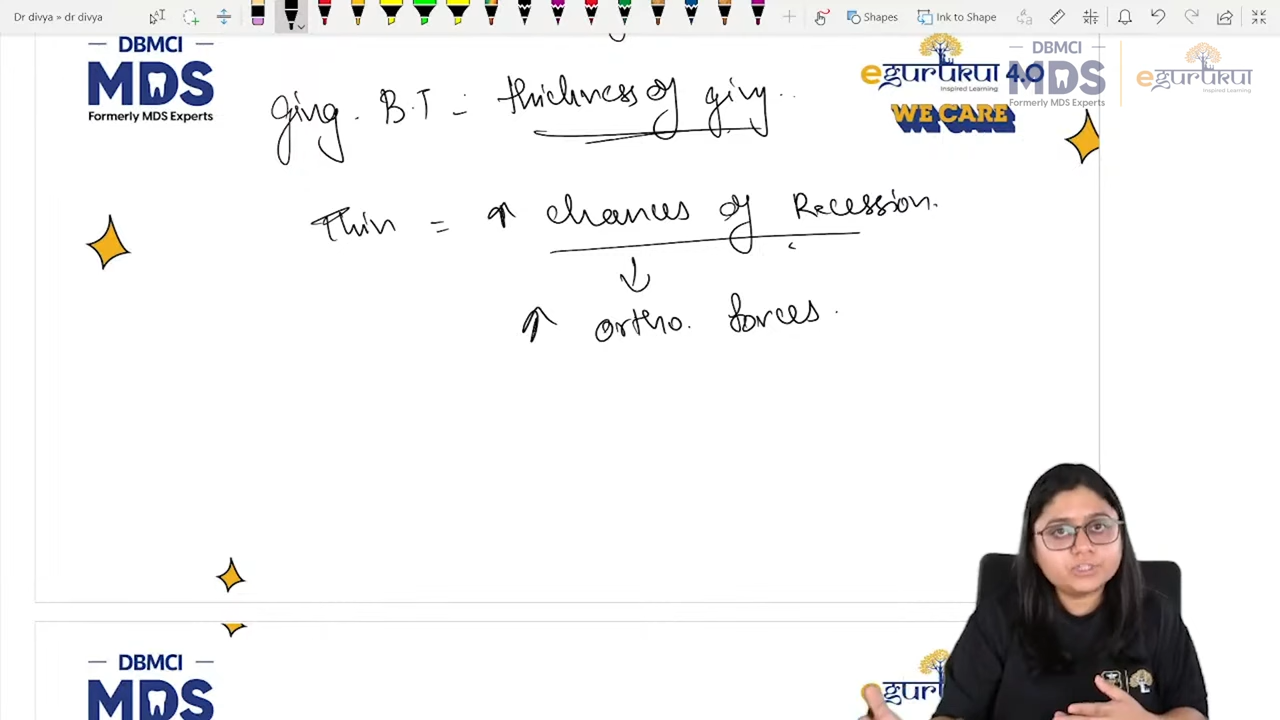 Dr divya » dr divya
Shapes
Ink to Shape
DBMCI
MDS
Formerly MDS Experts
egurukul 4.0
Inspired Learning
WE CARE
DBMCI
MDS
Formerly MDS Experts
egurukul
Inspired Learning
Ging. B.T = thickness of ging..
Thin = ↑ chances of Recession.
↓
↑ ortho. forces.
DBMCI
MDS
egur